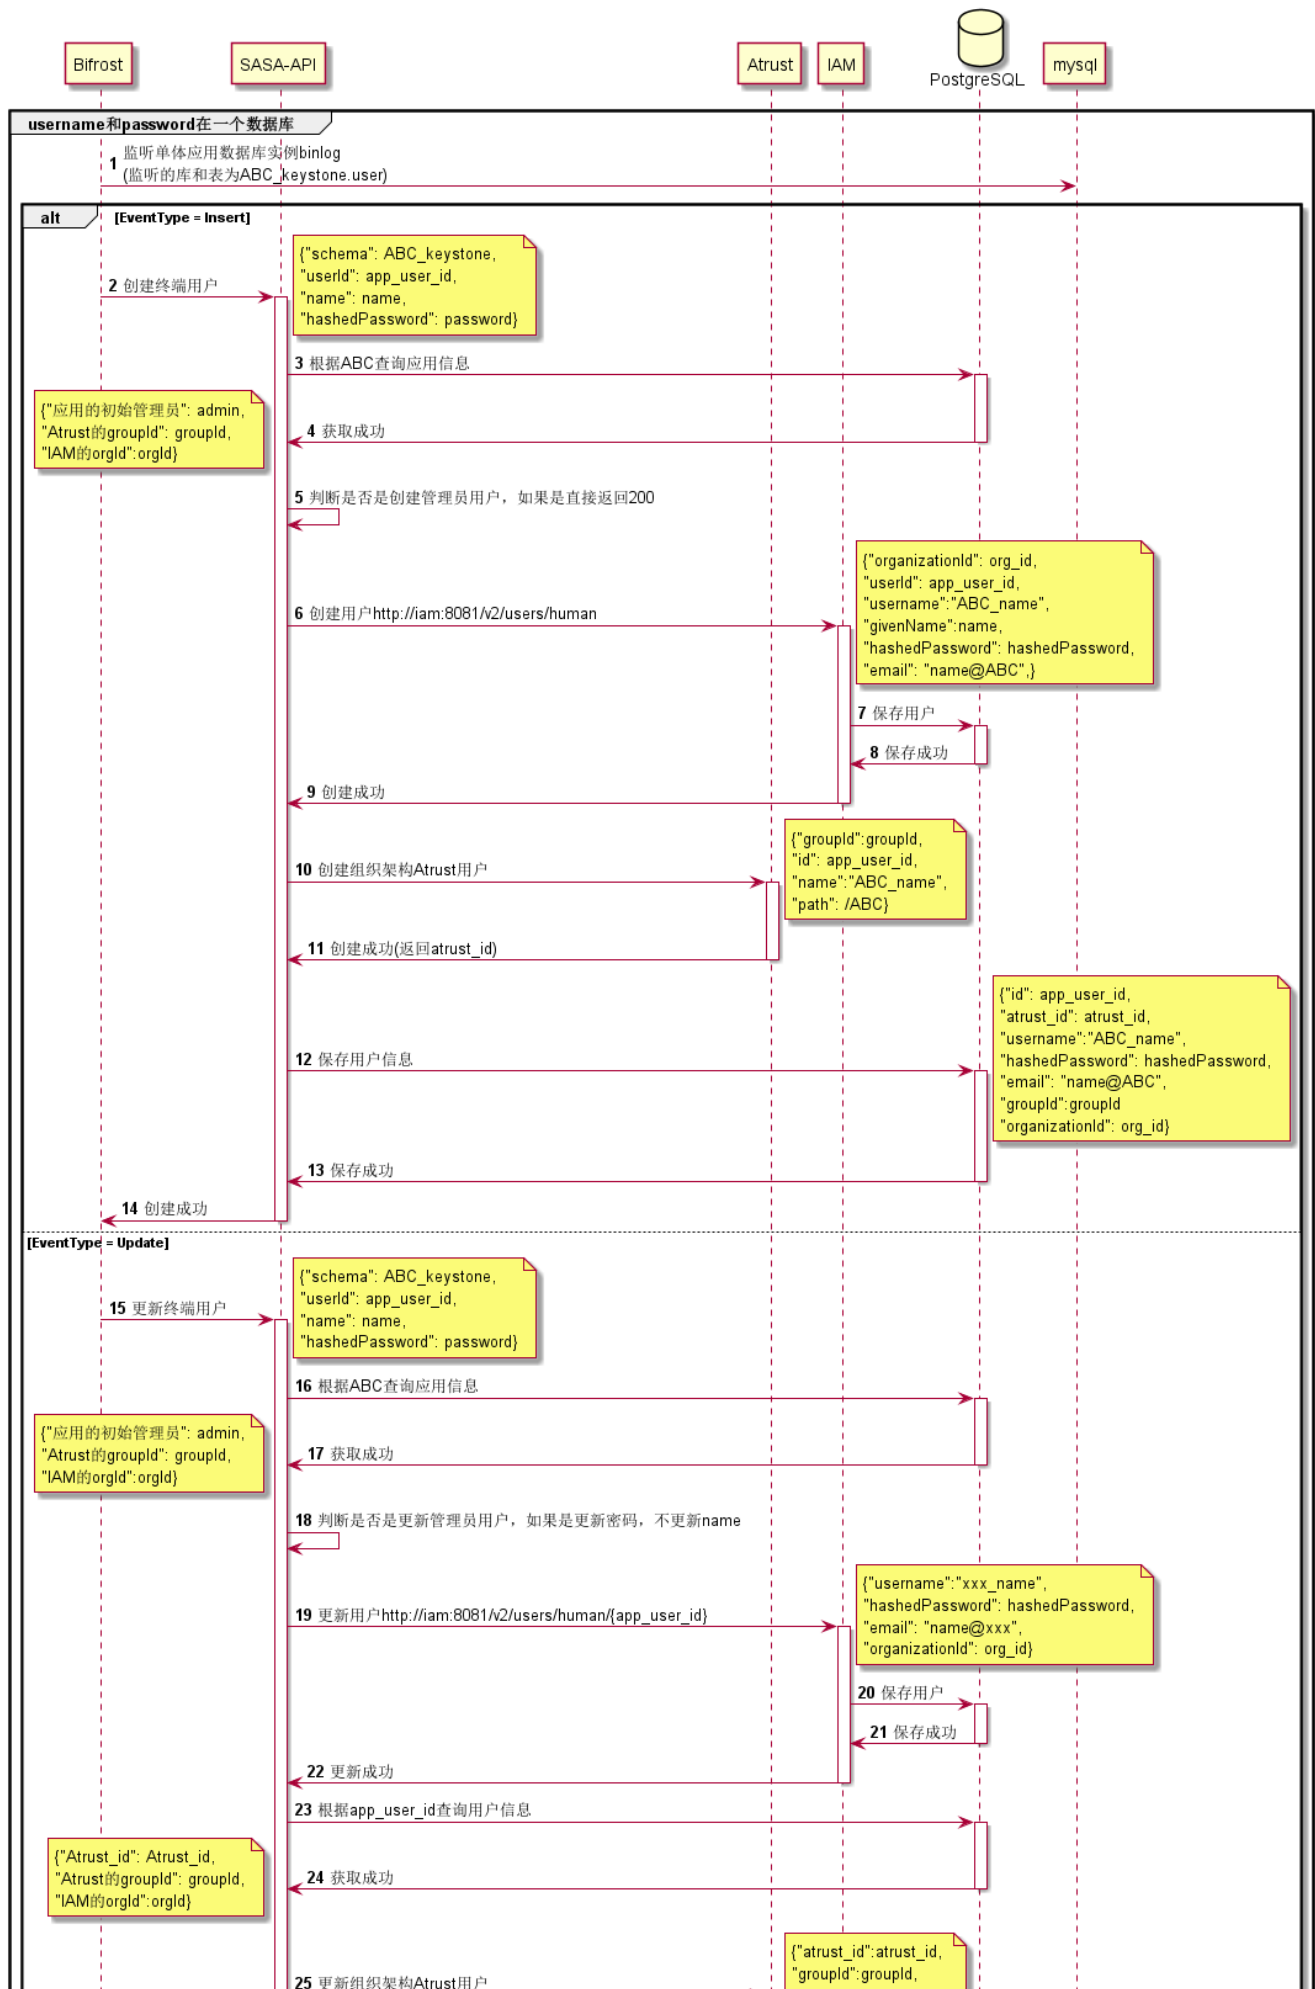 Bifrost
SASA-API
Atrust
IAM
PostgreSQL
mysql
username和password在一个数据库
1 监听单体应用数据库实例binlog
(监听的库和表为ABC_keystone.user)
alt
[EventType = Insert]
{"schema": ABC_keystone,
"userId": app_user_id,
"name": name,
"hashedPassword": password}
2 创建终端用户
3 根据ABC查询应用信息
{"应用的初始管理员": admin,
"Atrust的groupId": groupId,
"IAM的orgId":orgId}
4 获取成功
5 判断是否是创建管理员用户，如果是直接返回200
{"organizationId": org_id,
"userId": app_user_id,
"username":"ABC_name",
"givenName":name,
"hashedPassword": hashedPassword,
"email": "name@ABC",}
6 创建用户http://iam:8081/v2/users/human
7 保存用户
8 保存成功
9 创建成功
{"groupId":groupId,
"id": app_user_id,
"name":"ABC_name",
"path": /ABC}
10 创建组织架构Atrust用户
11 创建成功(返回atrust_id)
{"id": app_user_id,
"atrust_id": atrust_id,
"username":"ABC_name",
"hashedPassword": hashedPassword,
"email": "name@ABC",
"groupId":groupId
"organizationId": org_id}
12 保存用户信息
13 保存成功
14 创建成功
[EventType = Update]
{"schema": ABC_keystone,
"userId": app_user_id,
"name": name,
"hashedPassword": password}
15 更新终端用户
16 根据ABC查询应用信息
{"应用的初始管理员": admin,
"Atrust的groupId": groupId,
"IAM的orgId":orgId}
17 获取成功
18 判断是否是更新管理员用户，如果是更新密码，不更新name
{"username":"xxx_name",
"hashedPassword": hashedPassword,
"email": "name@xxx",
"organizationId": org_id}
19 更新用户http://iam:8081/v2/users/human/{app_user_id}
20 保存用户
21 保存成功
22 更新成功
23 根据app_user_id查询用户信息
{"Atrust_id": Atrust_id,
"Atrust的groupId": groupId,
"IAM的orgId":orgId}
24 获取成功
{"atrust_id":atrust_id,
"groupId":groupId,
25 更新组织架构Atrust用户